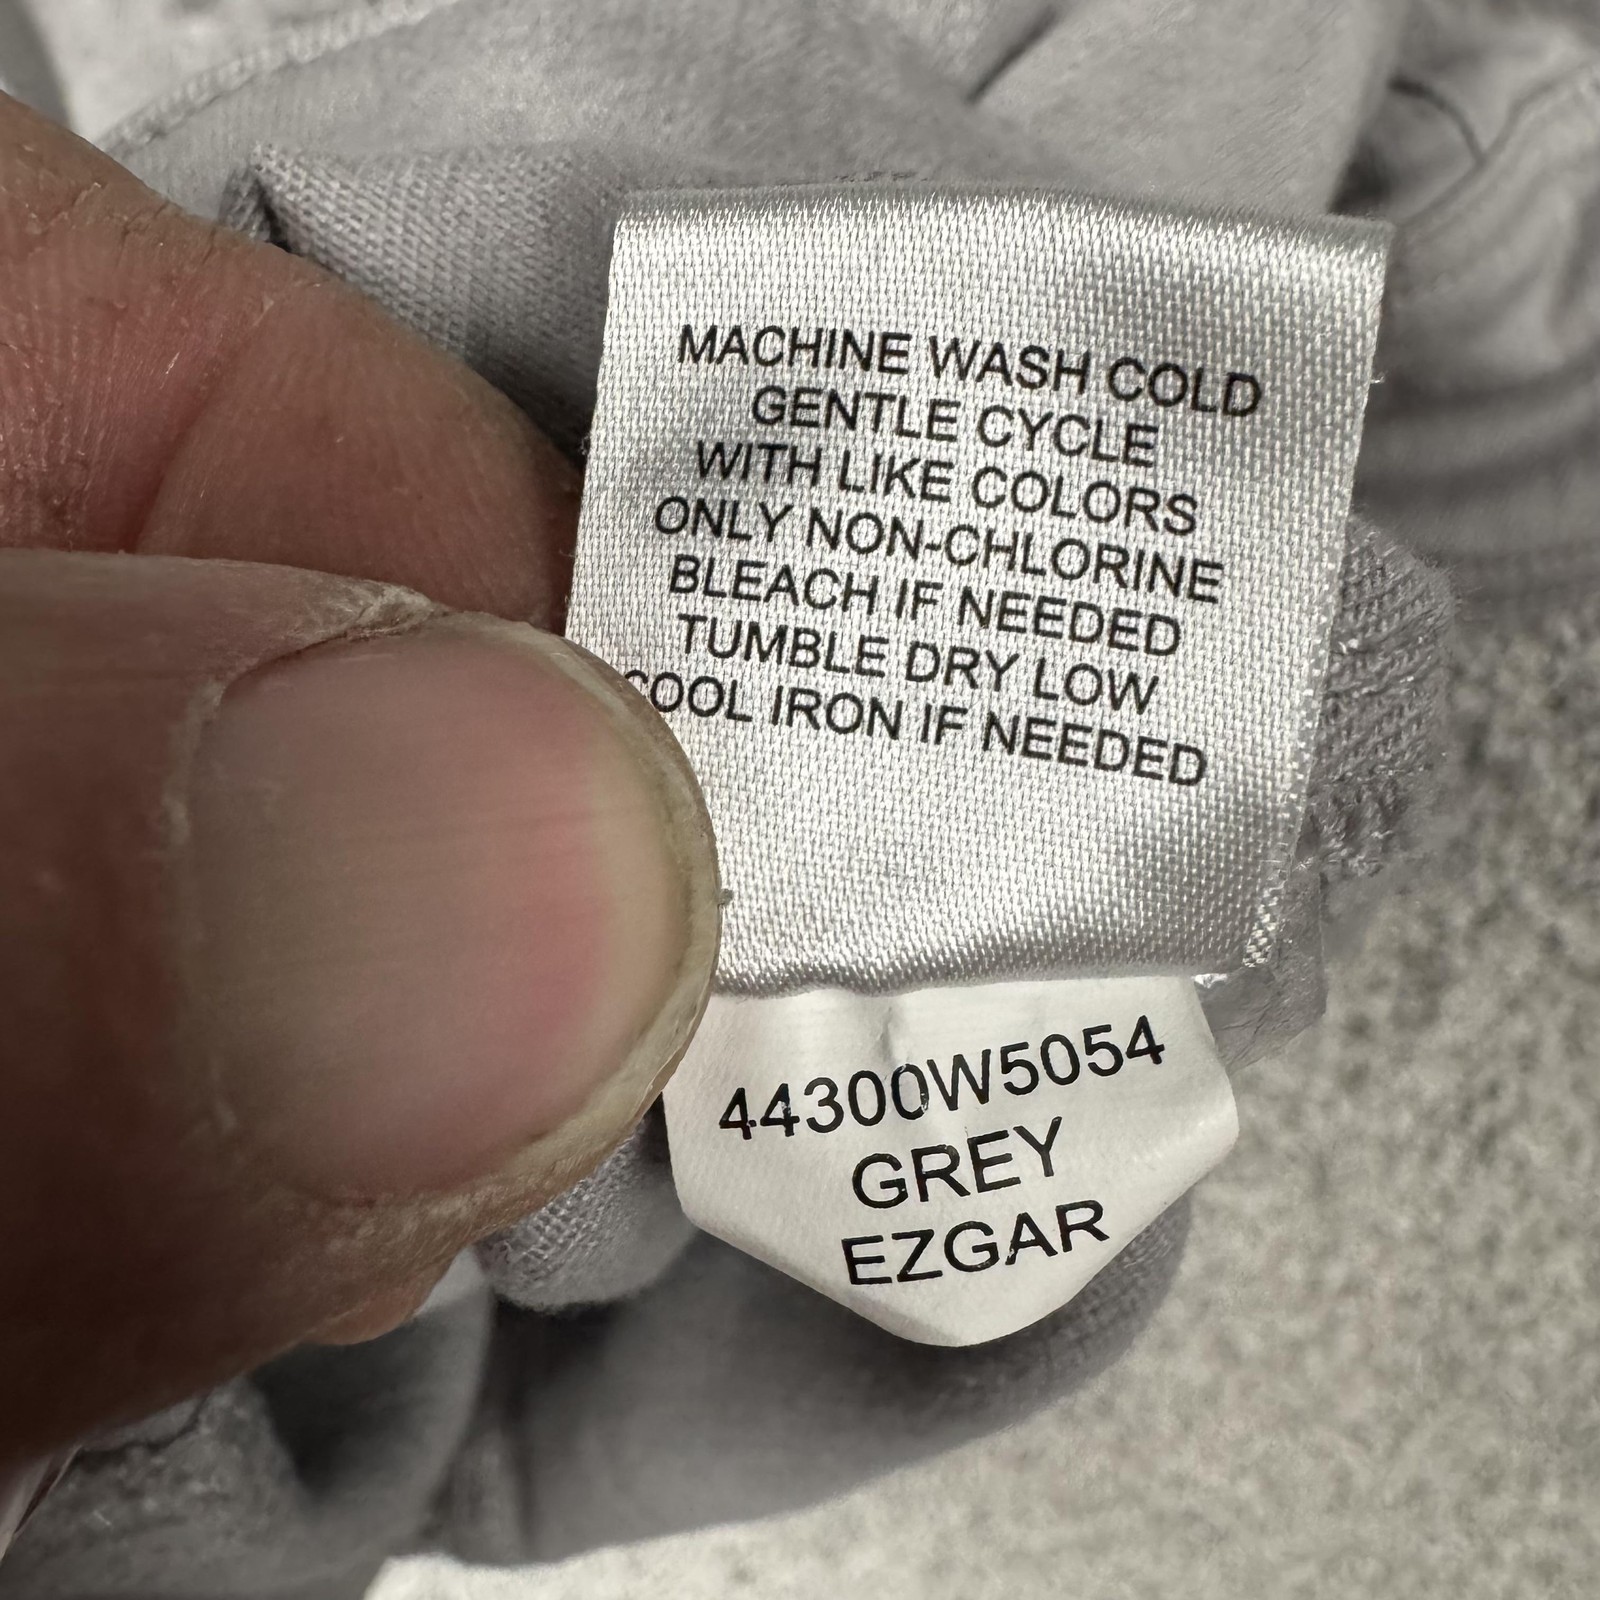 MACHINE WASH COLD
GENTLE CYCLE
WITH LIKE COLORS
ONLY NON-CHLORINE
BLEACH IF NEEDED
TUMBLE DRY LOW
COOL IRON IF NEEDED
44300W5054
GREY
EZGAR